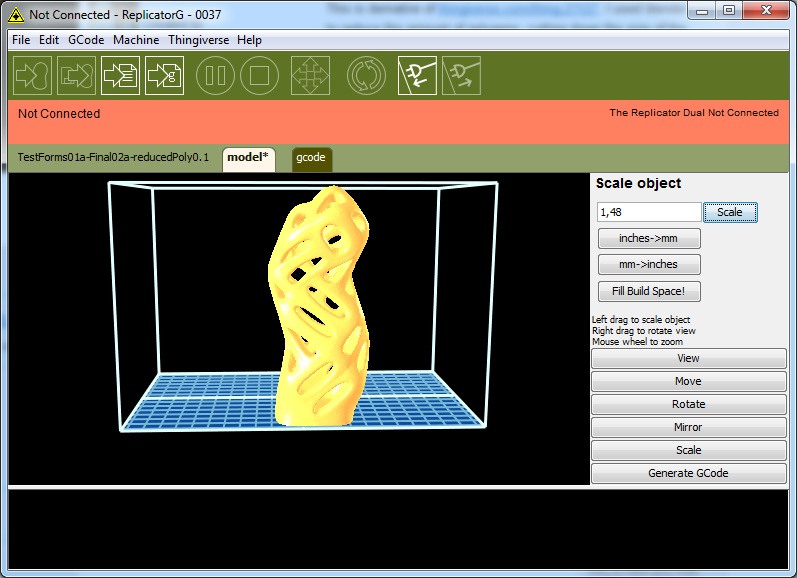 Not Connected - ReplicatorG - 0037
File Edit GCode Machine Thingiverse Help
Not Connected
The Replicator Dual Not Connected
TestForms01a-Final02a-reducedPoly0.1
model*
gcode
Scale object
1,48
Scale
inches->mm
mm->inches
Fill Build Space!
Left drag to scale object
Right drag to rotate view
Mouse wheel to zoom
View
Move
Rotate
Mirror
Scale
Generate GCode